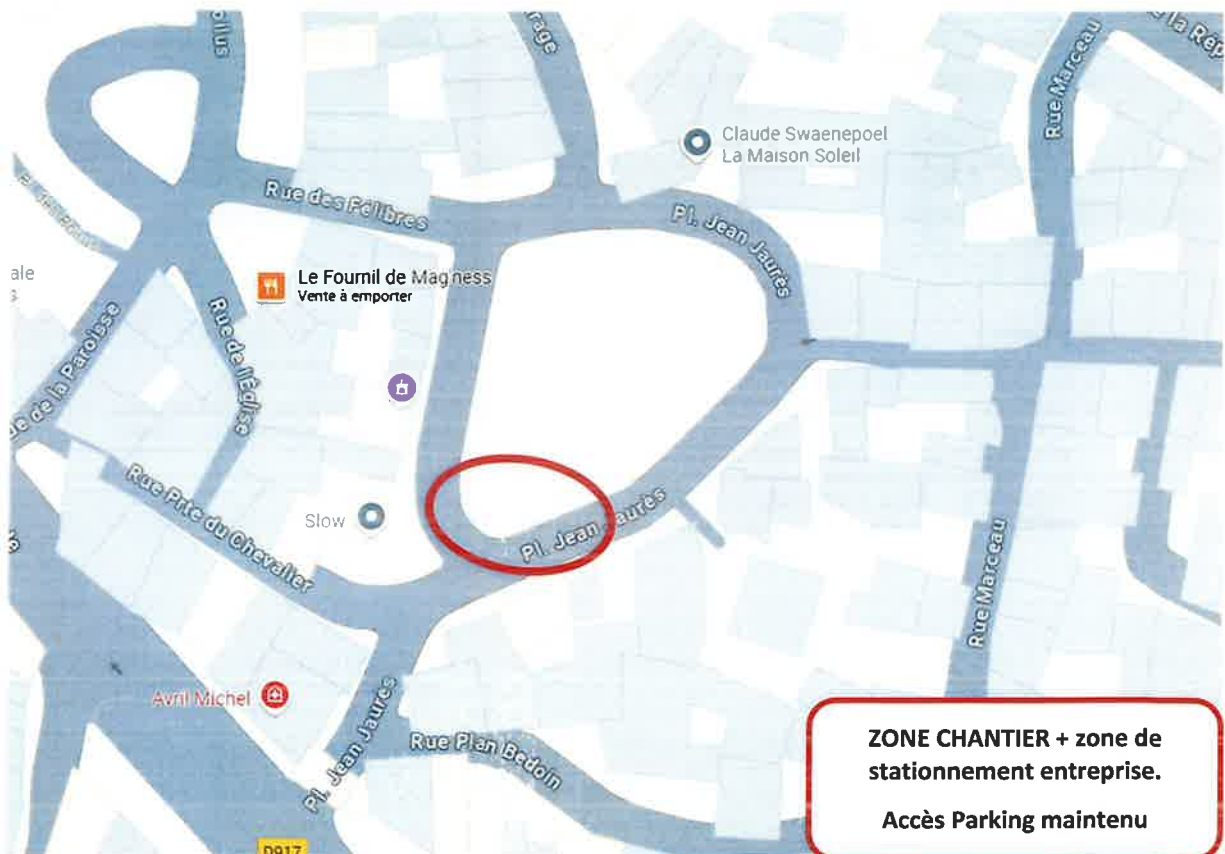 Claude Swaenepoel
La Maison Soleil
Rue Marceau
Rue des Félibres
Pl. Jean Jaurès
Le Fournil de Magness
Vente à emporter
Rue de l'Église
de la Paroisse
Rue Prte du Chevalier
Slow
Pl. Jean Jaurès
Rue Marceau
Avril Michel
Pl. Jean Jaurès
Rue Plan Bedoin
D917
ZONE CHANTIER + zone de
stationnement entreprise.
Accès Parking maintenu